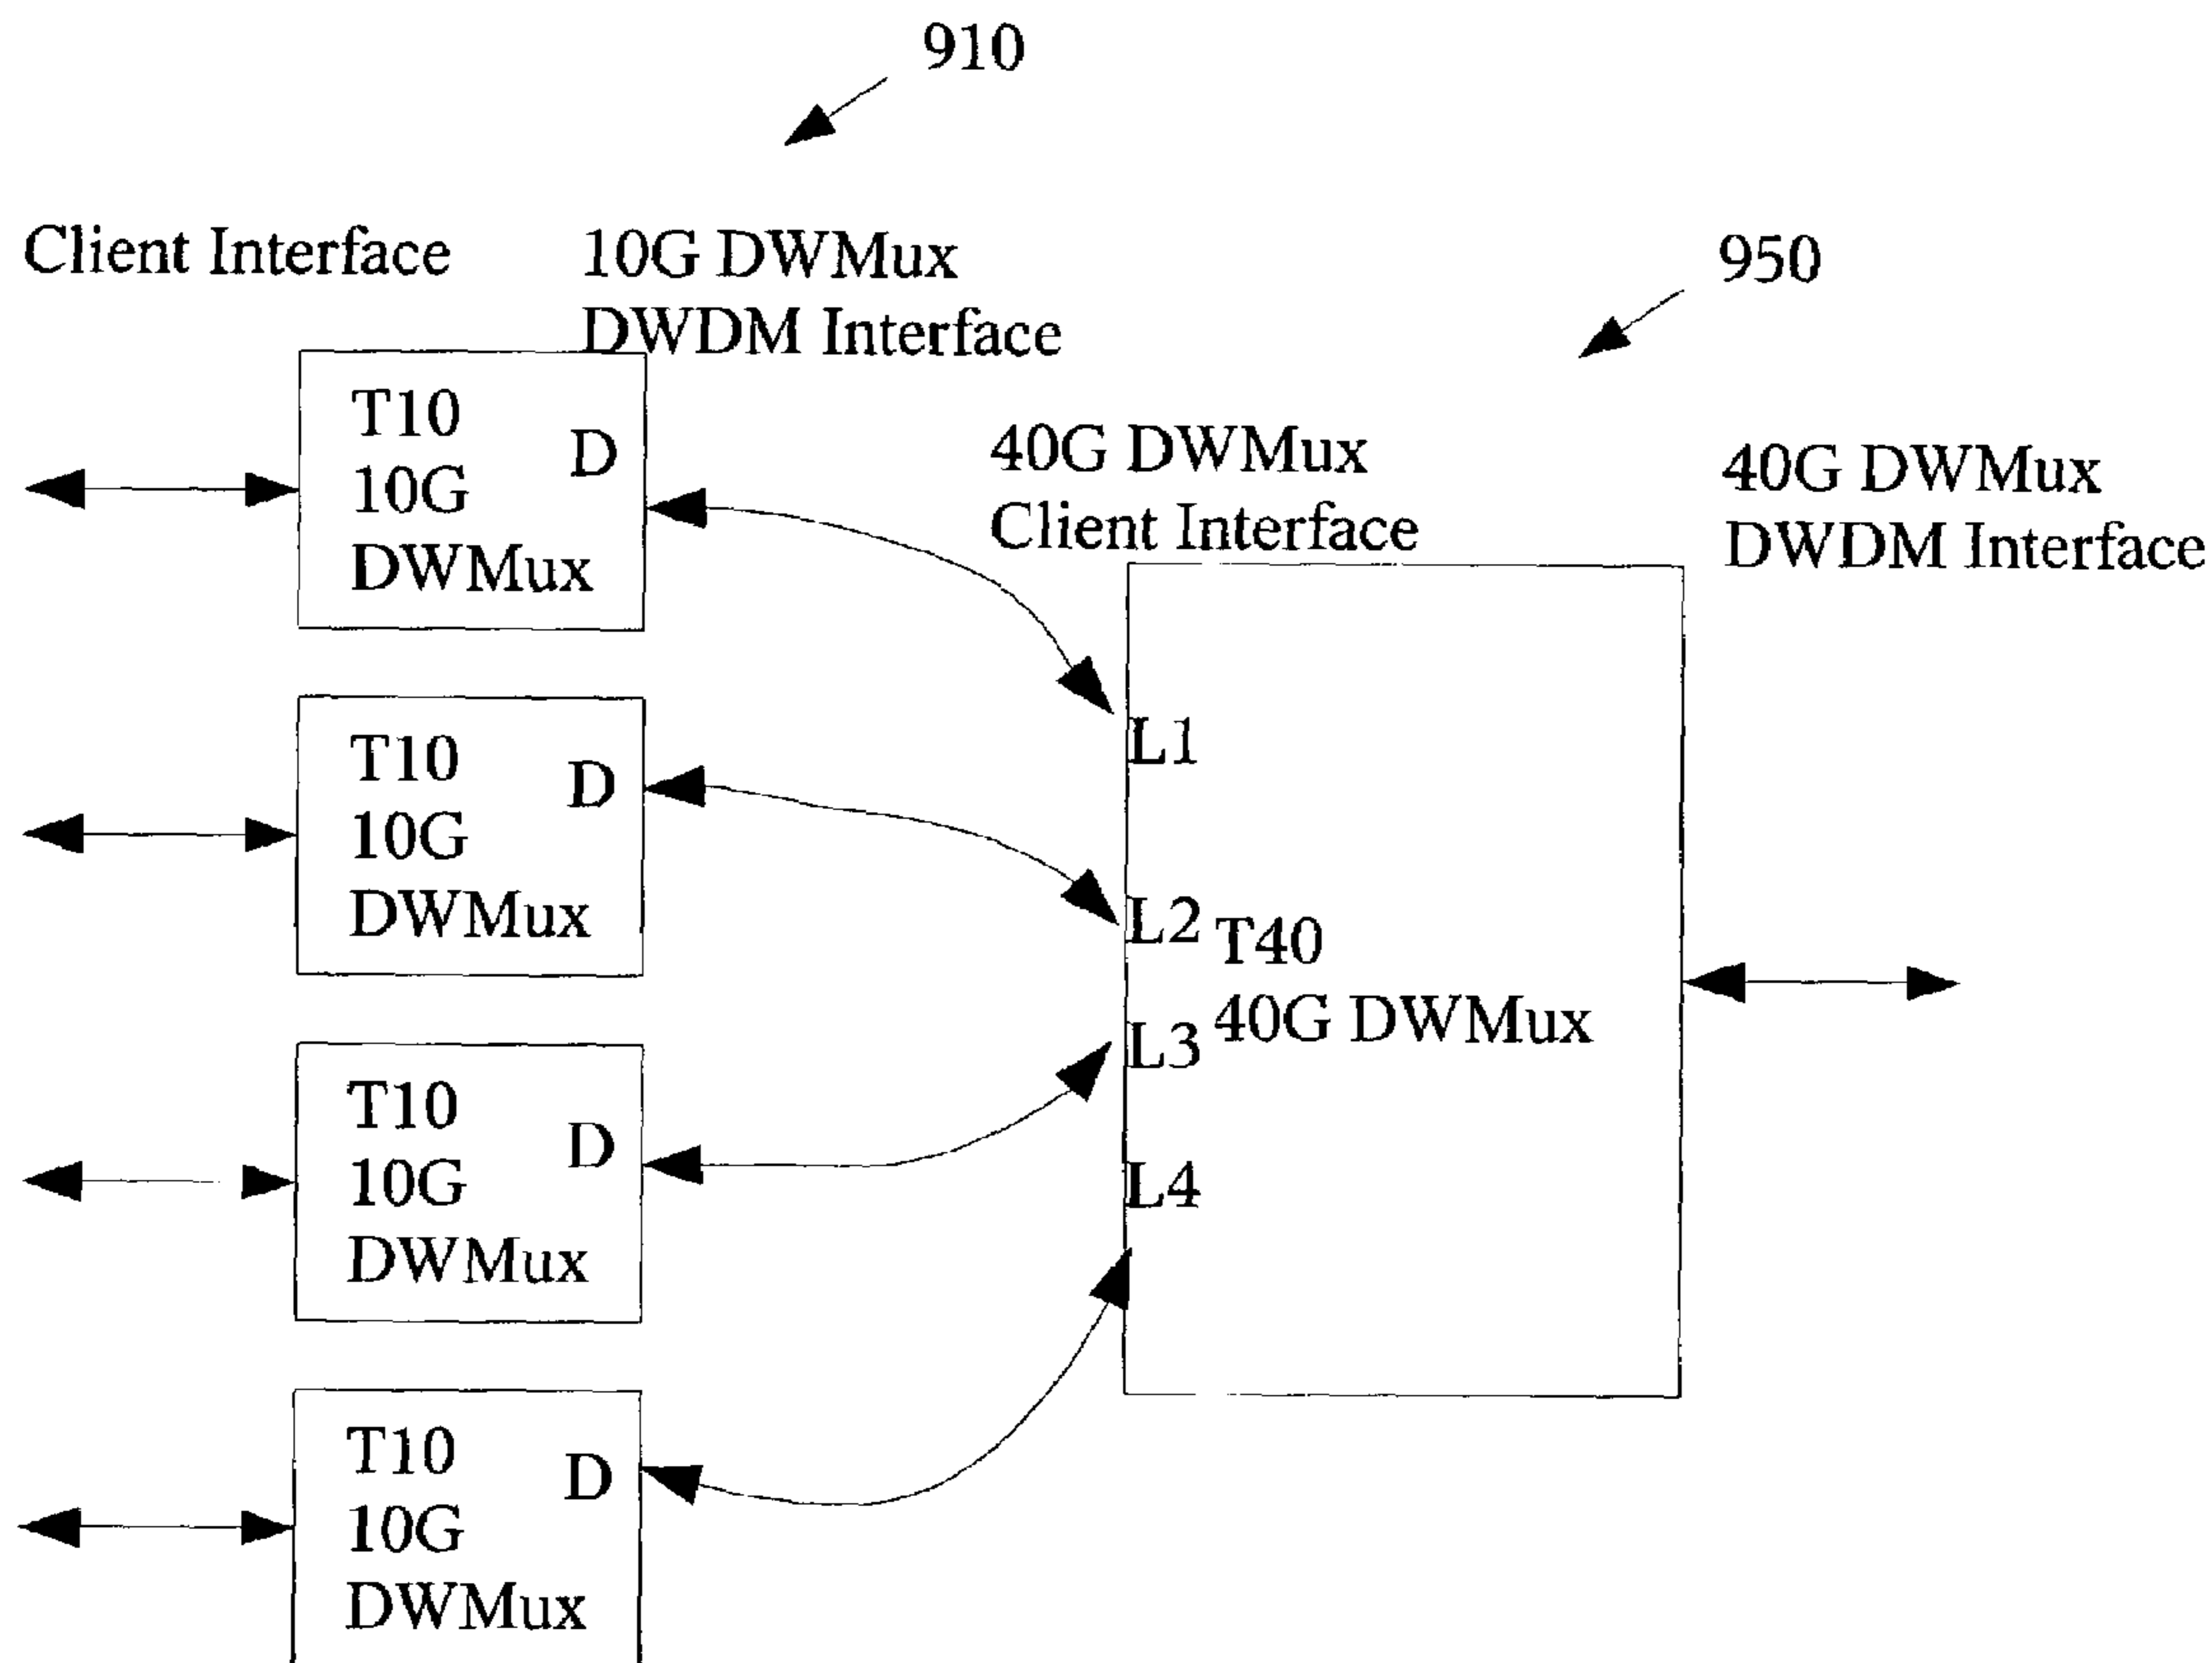 910
Client Interface
10G DWMux
DWDM Interface
950
40G DWMux
Client Interface
40G DWMux
DWDM Interface
T10
D
10G
DWMux
T10
D
10G
DWMux
T10
D
10G
DWMux
T10
D
10G
DWMux
L1
L2
T40
40G DWMux
L3
L4